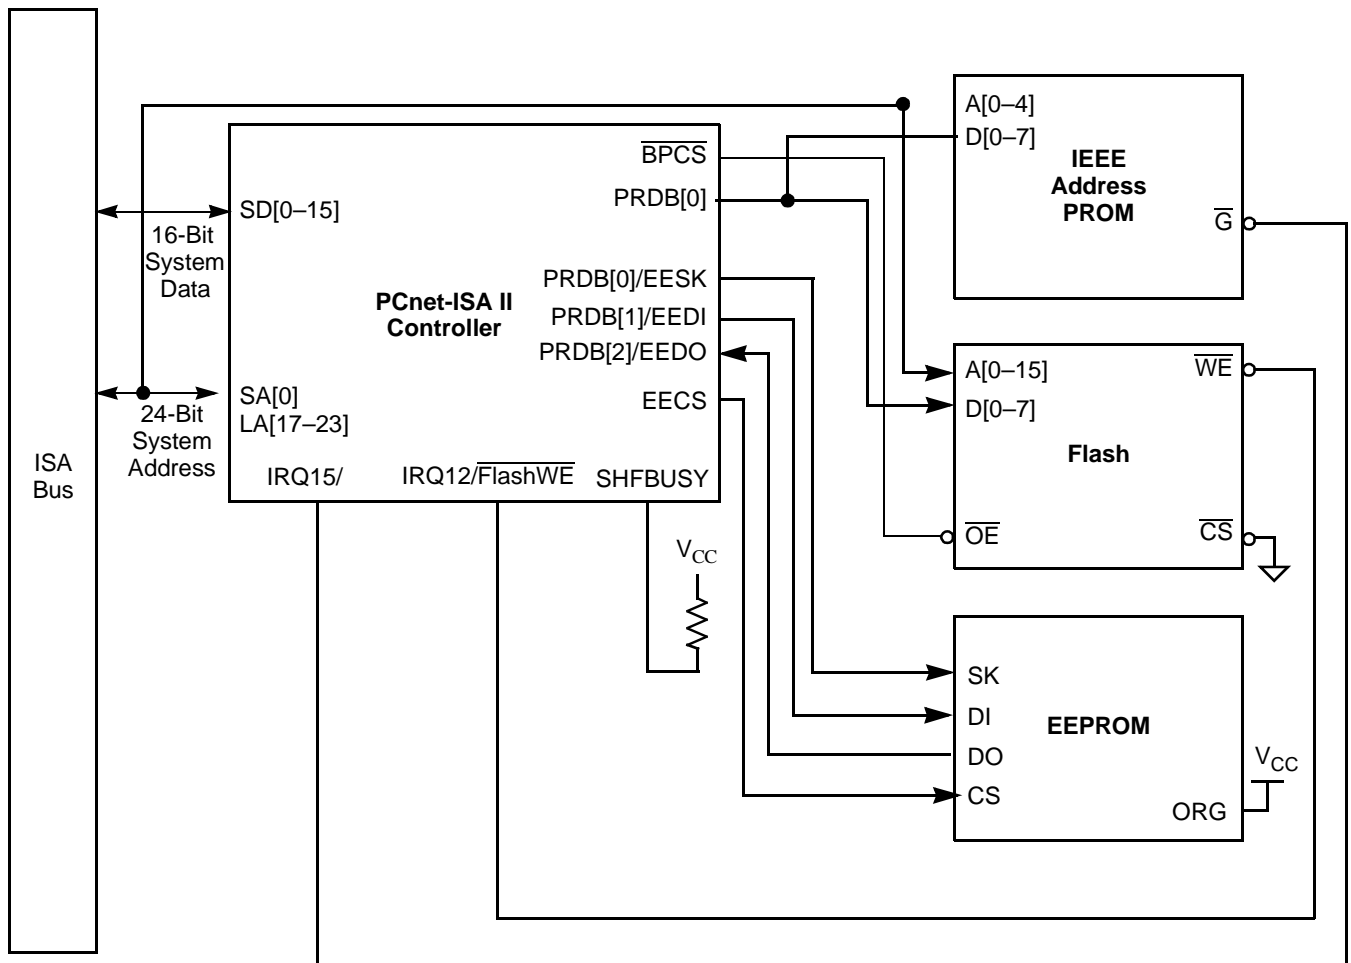 ISA
Bus
16-Bit
System
Data
24-Bit
System
Address
SD[0–15]
SA[0]
LA[17–23]
PCnet-ISA II
Controller
BPCS
PRDB[0]
PRDB[0]/EESK
PRDB[1]/EEDI
PRDB[2]/EEDO
EECS
IRQ15/
IRQ12/FlashWE
SHFBUSY
VCC
A[0–4]
D[0–7]
IEEE
Address
PROM
G
A[0–15]
D[0–7]
WE
Flash
OE
CS
SK
DI
DO
CS
EEPROM
ORG
VCC